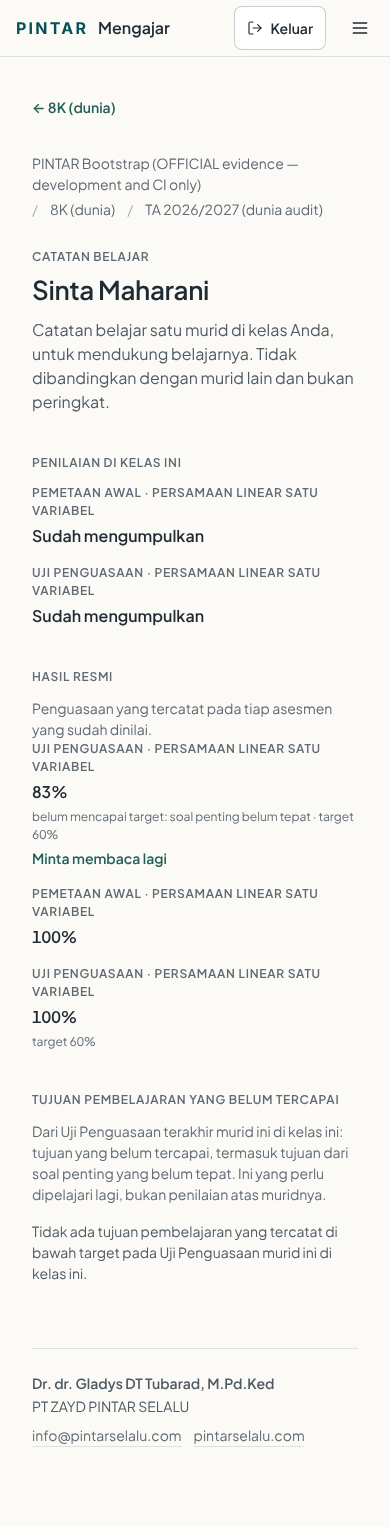 PINTAR Mengajar Keluar
← 8K (dunia)
PINTAR Bootstrap (OFFICIAL evidence —
development and CI only)
/ 8K (dunia) / TA 2026/2027 (dunia audit)
CATATAN BELAJAR
Sinta Maharani
Catatan belajar satu murid di kelas Anda,
untuk mendukung belajarnya. Tidak
dibandingkan dengan murid lain dan bukan
peringkat.
PENILAIAN DI KELAS INI
PEMETAAN AWAL · PERSAMAAN LINEAR SATU
VARIABEL
Sudah mengumpulkan
UJI PENGUASAAN · PERSAMAAN LINEAR SATU
VARIABEL
Sudah mengumpulkan
HASIL RESMI
Penguasaan yang tercatat pada tiap asesmen
yang sudah dinilai.
UJI PENGUASAAN · PERSAMAAN LINEAR SATU
VARIABEL
83%
belum mencapai target: soal penting belum tepat · target
60%
Minta membaca lagi
PEMETAAN AWAL · PERSAMAAN LINEAR SATU
VARIABEL
100%
UJI PENGUASAAN · PERSAMAAN LINEAR SATU
VARIABEL
100%
target 60%
TUJUAN PEMBELAJARAN YANG BELUM TERCAPAI
Dari Uji Penguasaan terakhir murid ini di kelas ini:
tujuan yang belum tercapai, termasuk tujuan dari
soal penting yang belum tepat. Ini yang perlu
dipelajari lagi, bukan penilaian atas muridnya.
Tidak ada tujuan pembelajaran yang tercatat di
bawah target pada Uji Penguasaan murid ini di
kelas ini.
Dr. dr. Gladys DT Tubarad, M.Pd.Ked
PT ZAYD PINTAR SELALU
info@pintarselalu.com pintarselalu.com